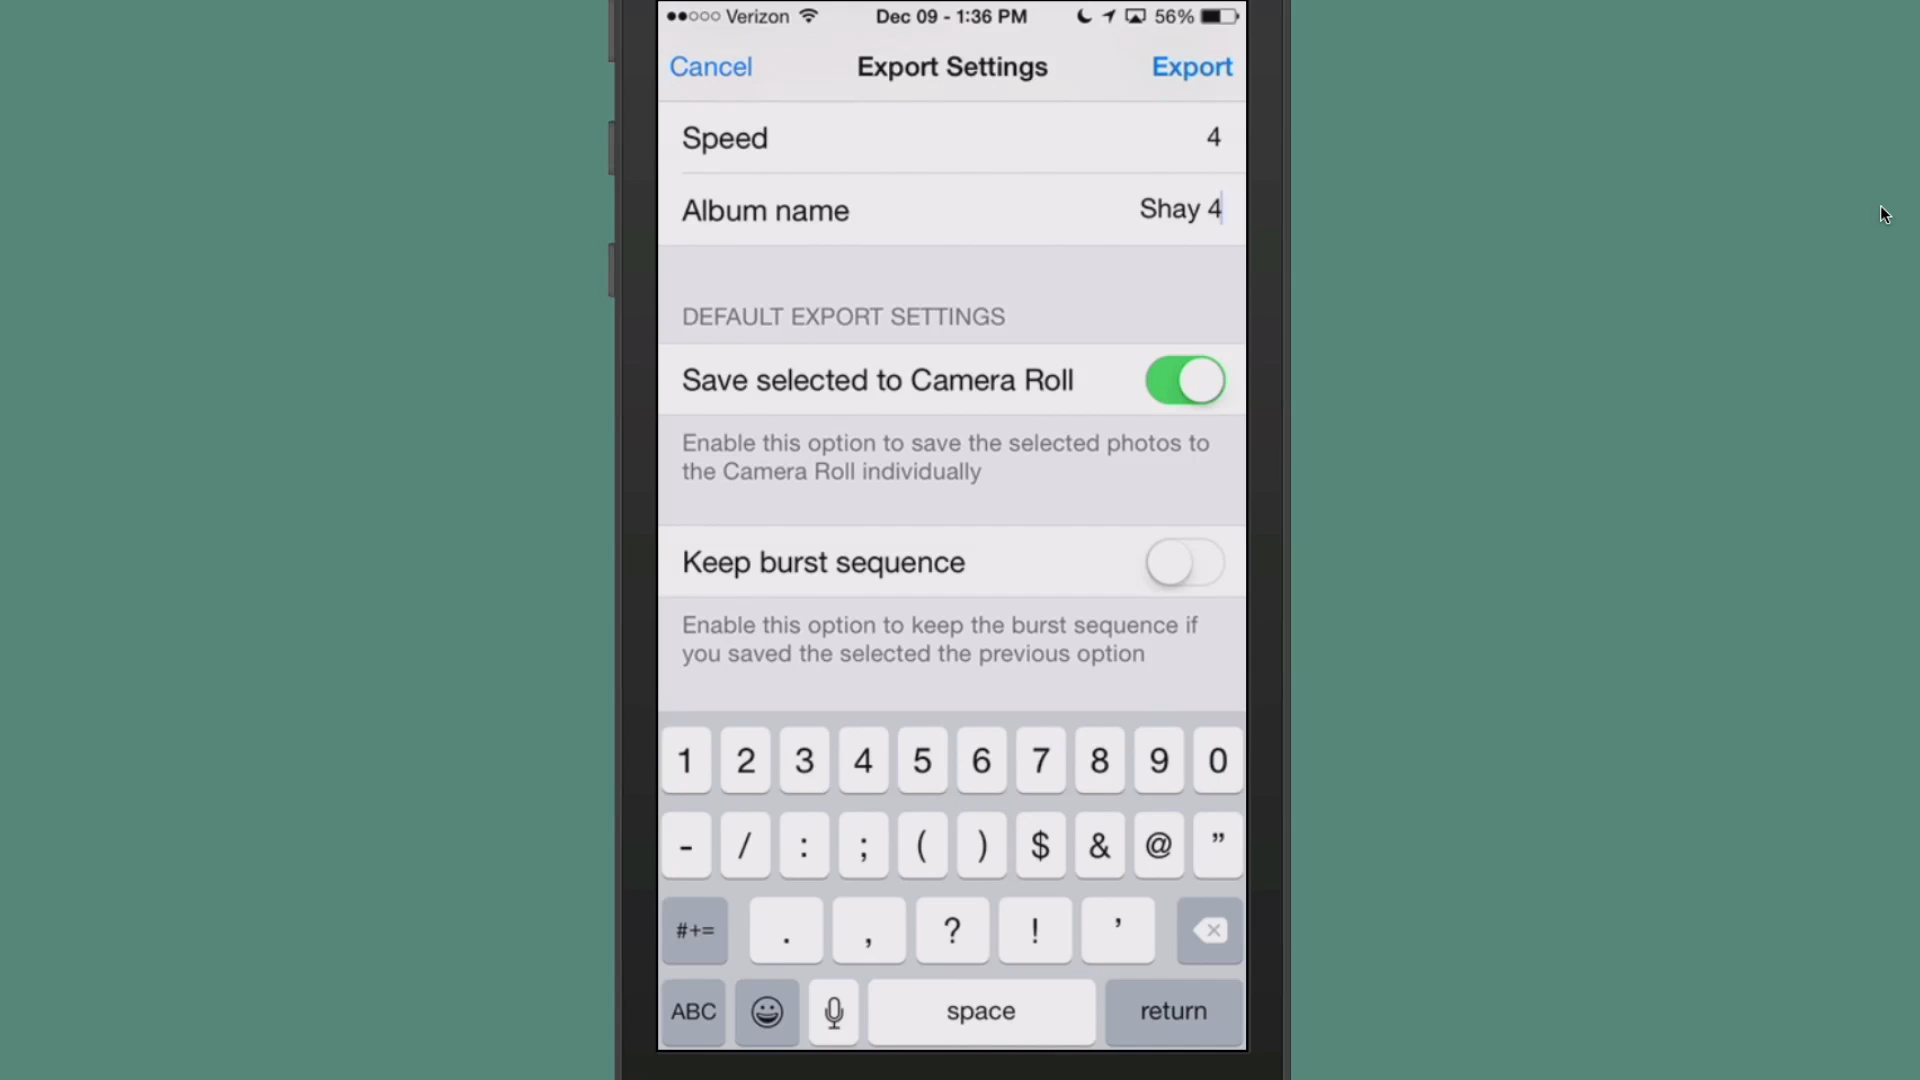 Verizon Dec 09 - 1:36 PM 56%
Cancel Export Settings Export
Speed 4
Album name Shay 4
DEFAULT EXPORT SETTINGS
Save selected to Camera Roll
Enable this option to save the selected photos to
the Camera Roll individually
Keep burst sequence
Enable this option to keep the burst sequence if
you saved the selected the previous option
1 2 3 4 5 6 7 8 9 0
- / : ; ( ) $ & @ ”
#+= . , ? ! ’
ABC space return